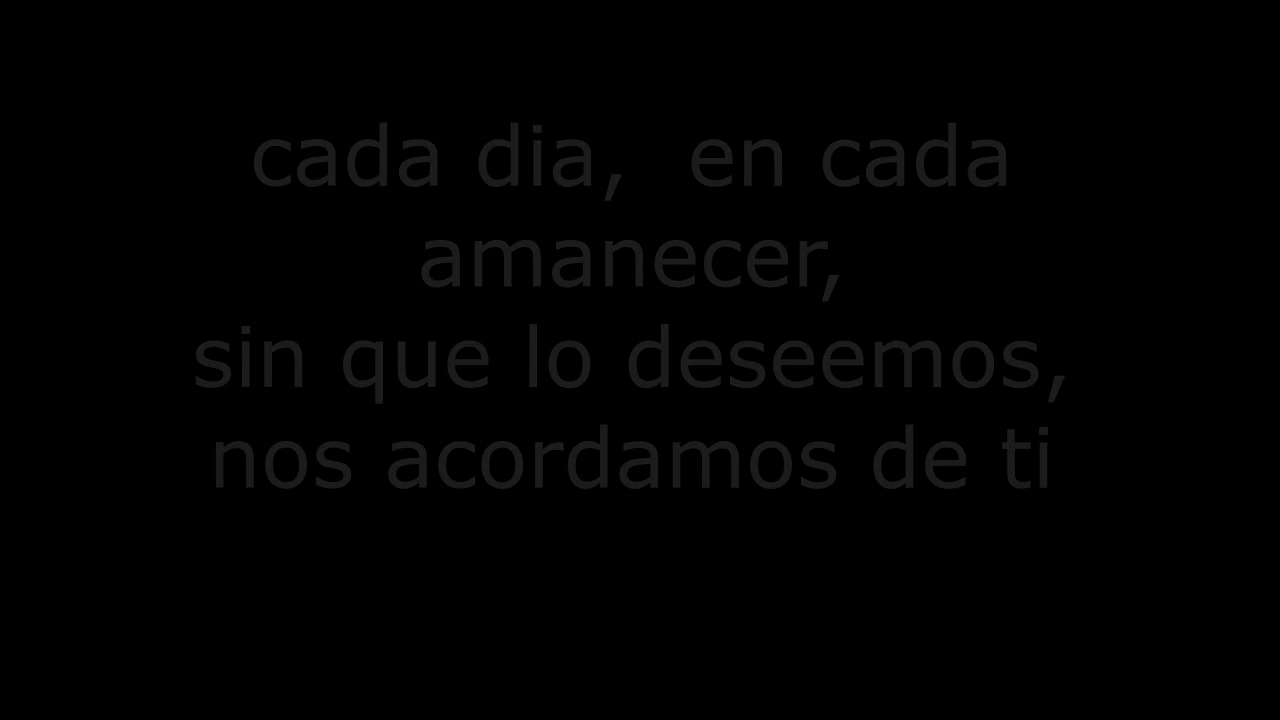 cada dia,  en cada
amanecer,
sin que lo deseemos,
nos acordamos de ti